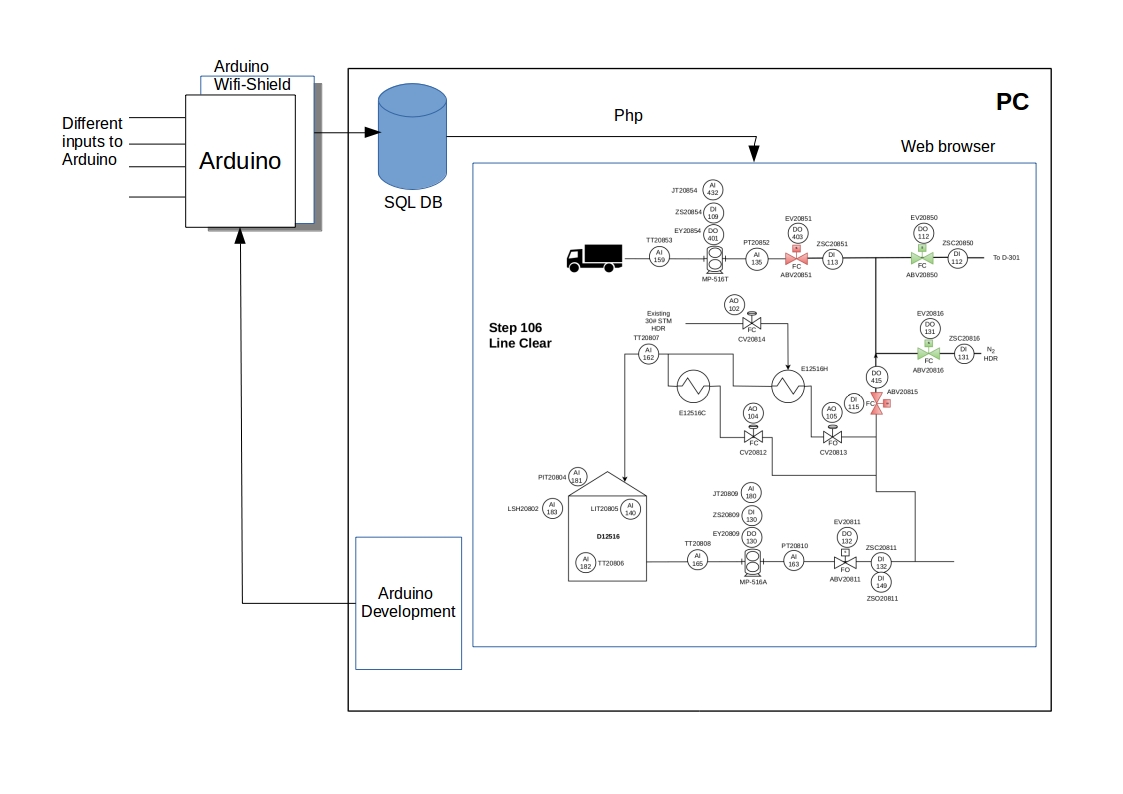 Arduino
Wifi-Shield
Different
inputs to
Arduino
Arduino
SQL DB
Php
PC
Web browser
JT20854
AI
432
ZS20854
DI
109
EY20854
DO
401
TT20853
AI
159
MP-516T
PT20852
AI
135
EV20851
DO
403
FC
ABV20851
ZSC20851
DI
113
EV20850
DO
112
FC
ABV20850
ZSC20850
DI
112
To D-301
Step 106
Line Clear
Existing
30# STM
HDR
AO
102
FC
CV20814
TT20807
AI
162
E12516C
E12516H
EV20816
DO
131
FC
ABV20816
ZSC20816
DI
131
N2
HDR
DO
415
DI
115
FC
ABV20815
AO
104
FC
CV20812
AO
105
FO
CV20813
PIT20804
AI
181
LSH20802
AI
183
LIT20805
AI
140
D12516
AI
182
TT20806
JT20809
AI
180
ZS20809
DI
130
EY20809
DO
130
TT20808
AI
165
MP-516A
PT20810
AI
163
EV20811
DO
132
FO
ABV20811
ZSC20811
DI
132
DI
149
ZSO20811
Arduino
Development